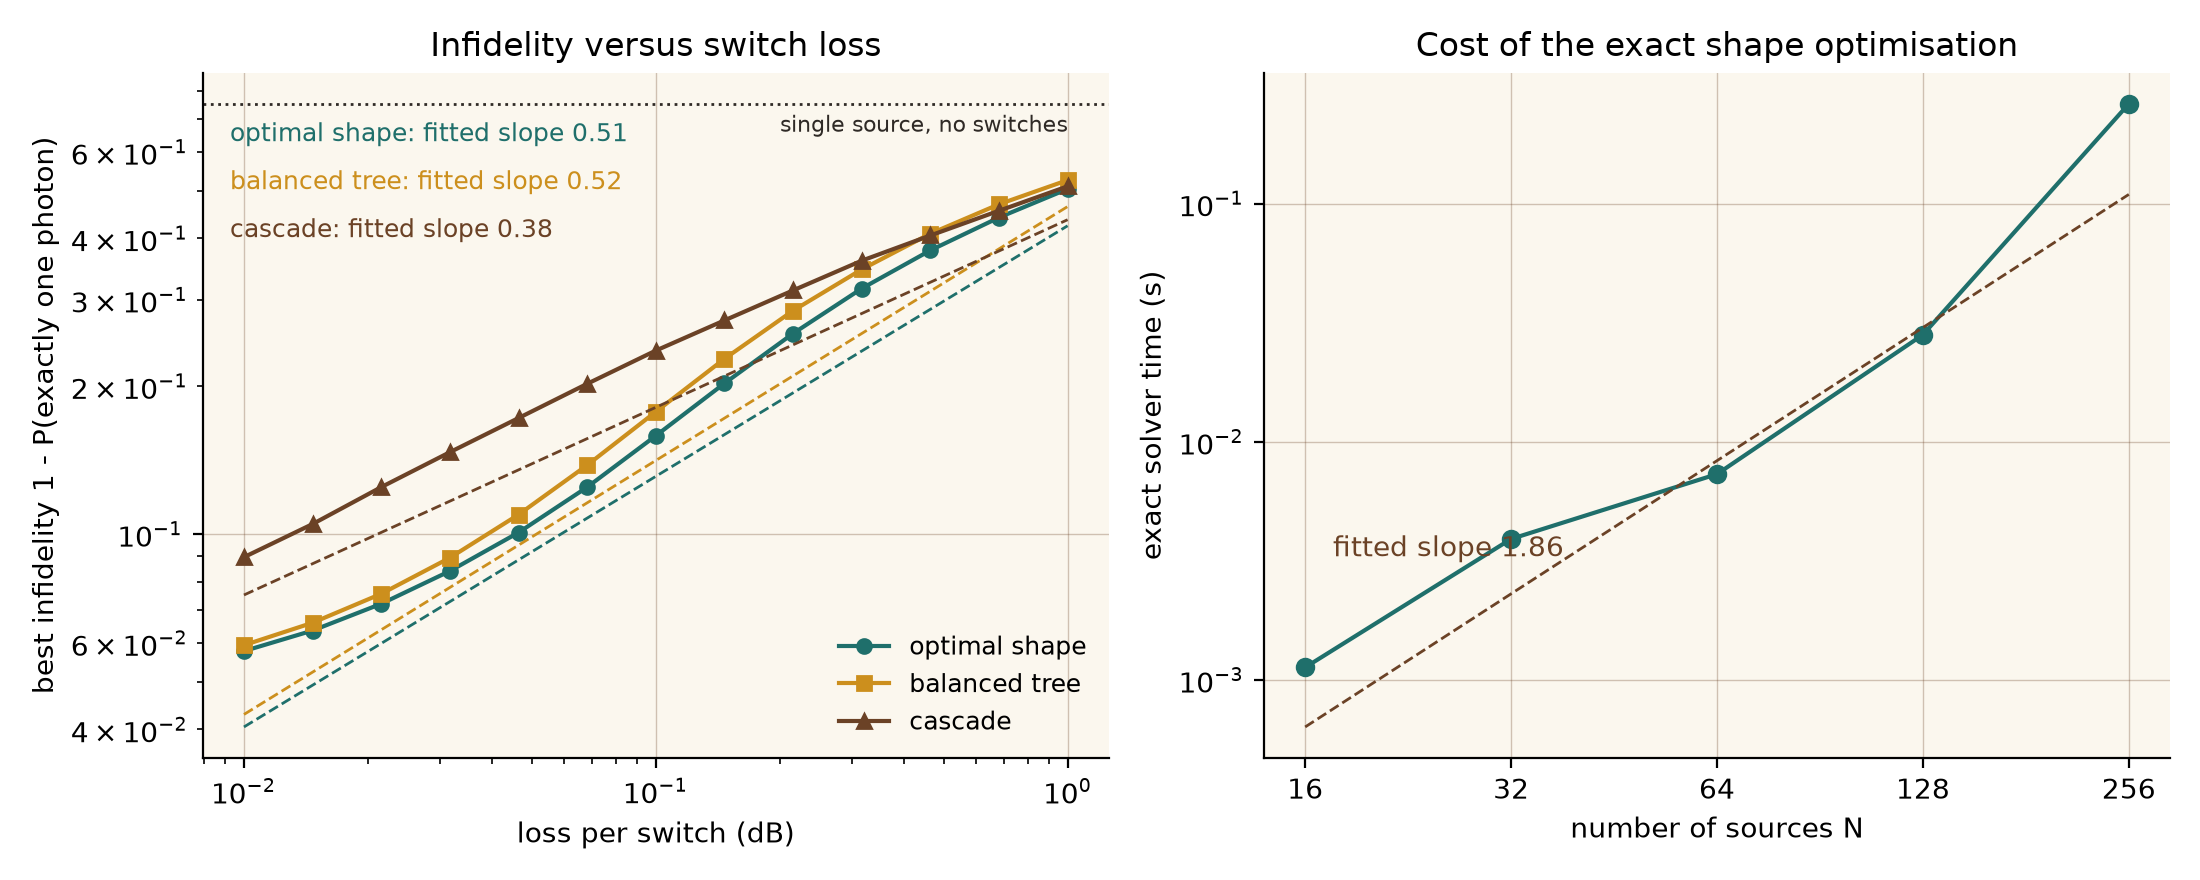 Infidelity versus switch loss
best infidelity 1 - P(exactly one photon)
6 × 10⁻¹
4 × 10⁻¹
3 × 10⁻¹
2 × 10⁻¹
10⁻¹
6 × 10⁻²
4 × 10⁻²
single source, no switches
optimal shape: fitted slope 0.51
balanced tree: fitted slope 0.52
cascade: fitted slope 0.38
optimal shape
balanced tree
cascade
10⁻²
10⁻¹
10⁰
loss per switch (dB)
Cost of the exact shape optimisation
exact solver time (s)
10⁻¹
10⁻²
10⁻³
fitted slope 1.86
16
32
64
128
256
number of sources N